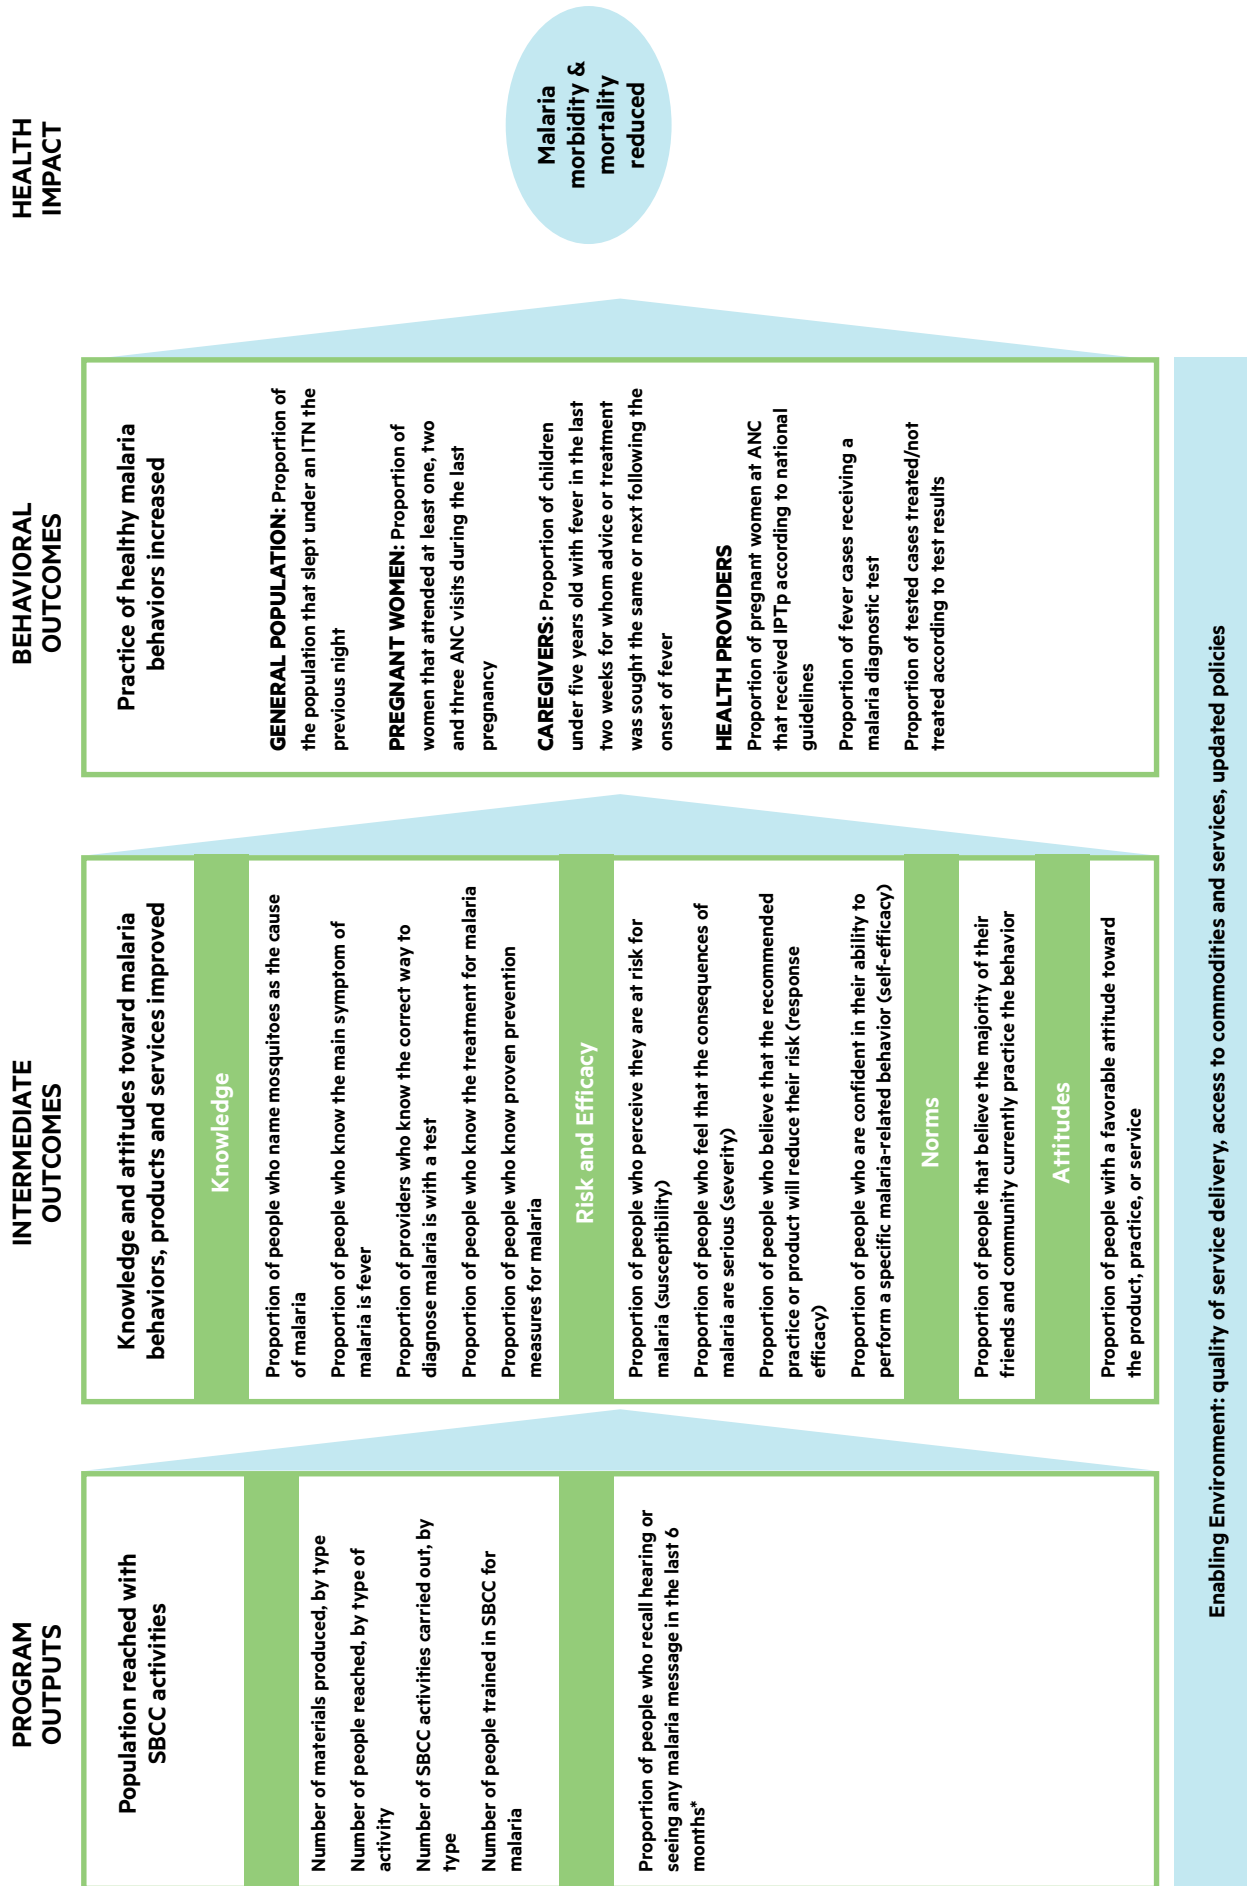 PROGRAM
OUTPUTS
Population reached with
SBCC activities
Number of materials produced, by type
Number of people reached, by type of
activity
Number of SBCC activities carried out, by
type
Number of people trained in SBCC for
malaria
Proportion of people who recall hearing or
seeing any malaria message in the last 6
months*
INTERMEDIATE
OUTCOMES
Knowledge and attitudes toward malaria
behaviors, products and services improved
Knowledge
Proportion of people who name mosquitoes as the cause
of malaria
Proportion of people who know the main symptom of
malaria is fever
Proportion of providers who know the correct way to
diagnose malaria is with a test
Proportion of people who know the treatment for malaria
Proportion of people who know proven prevention
measures for malaria
Risk and Efficacy
Proportion of people who perceive they are at risk for
malaria (susceptibility)
Proportion of people who feel that the consequences of
malaria are serious (severity)
Proportion of people who believe that the recommended
practice or product will reduce their risk (response
efficacy)
Proportion of people who are confident in their ability to
perform a specific malaria-related behavior (self-efficacy)
Norms
Proportion of people that believe the majority of their
friends and community currently practice the behavior
Attitudes
Proportion of people with a favorable attitude toward
the product, practice, or service
BEHAVIORAL
OUTCOMES
Practice of healthy malaria
behaviors increased
GENERAL POPULATION: Proportion of
the population that slept under an ITN the
previous night
PREGNANT WOMEN: Proportion of
women that attended at least one, two
and three ANC visits during the last
pregnancy
CAREGIVERS: Proportion of children
under five years old with fever in the last
two weeks for whom advice or treatment
was sought the same or next following the
onset of fever
HEALTH PROVIDERS
Proportion of pregnant women at ANC
that received IPTp according to national
guidelines
Proportion of fever cases receiving a
malaria diagnostic test
Proportion of tested cases treated/not
treated according to test results
HEALTH
IMPACT
Malaria
morbidity &
mortality
reduced
Enabling Environment: quality of service delivery, access to commodities and services, updated policies